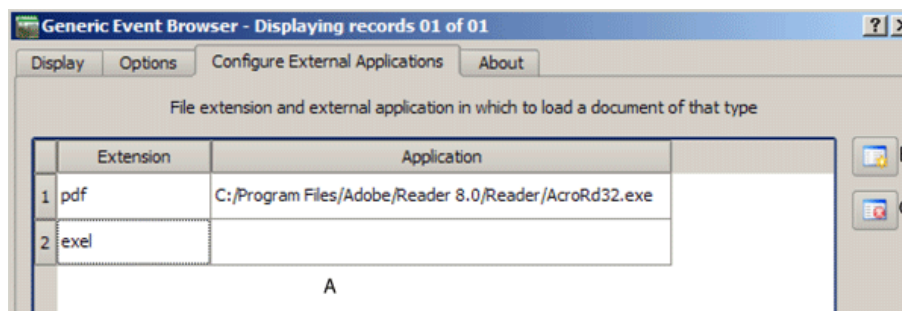 Generic Event Browser - Displaying records 01 of 01 ?
Display Options Configure External Applications About
File extension and external application in which to load a document of that type
Extension Application
1 pdf C:/Program Files/Adobe/Reader 8.0/Reader/AcroRd32.exe
2 exel
A